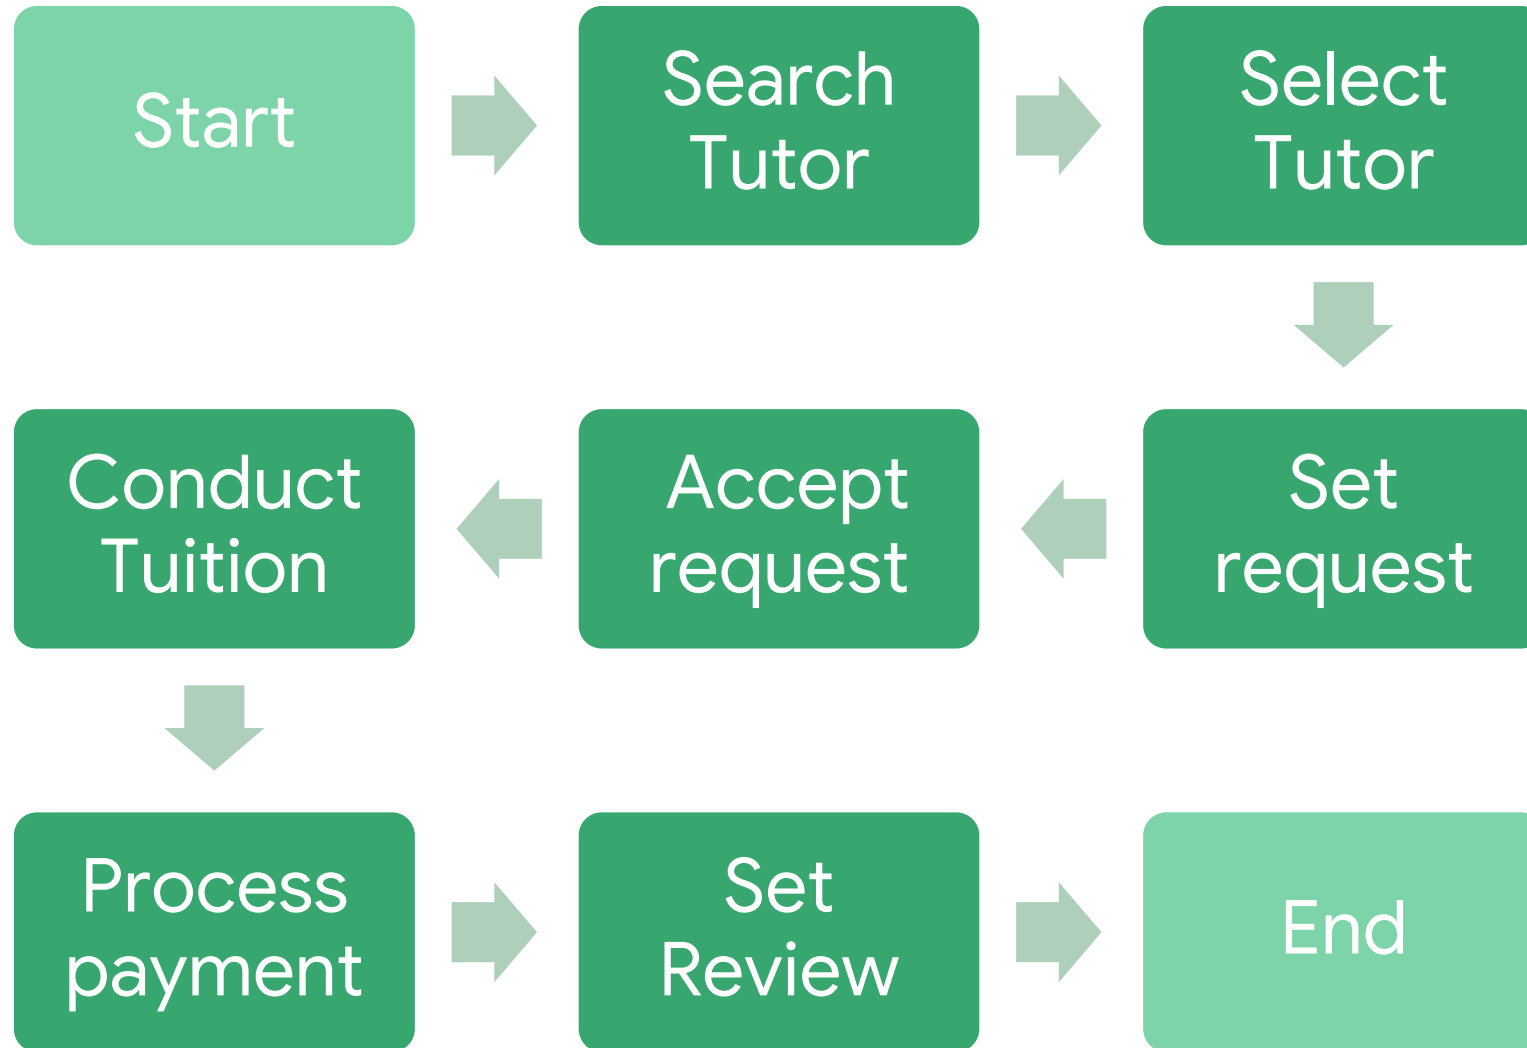 Start
Search
Tutor
Select
Tutor
Set
request
Accept
request
Conduct
Tuition
Process
payment
Set
Review
End